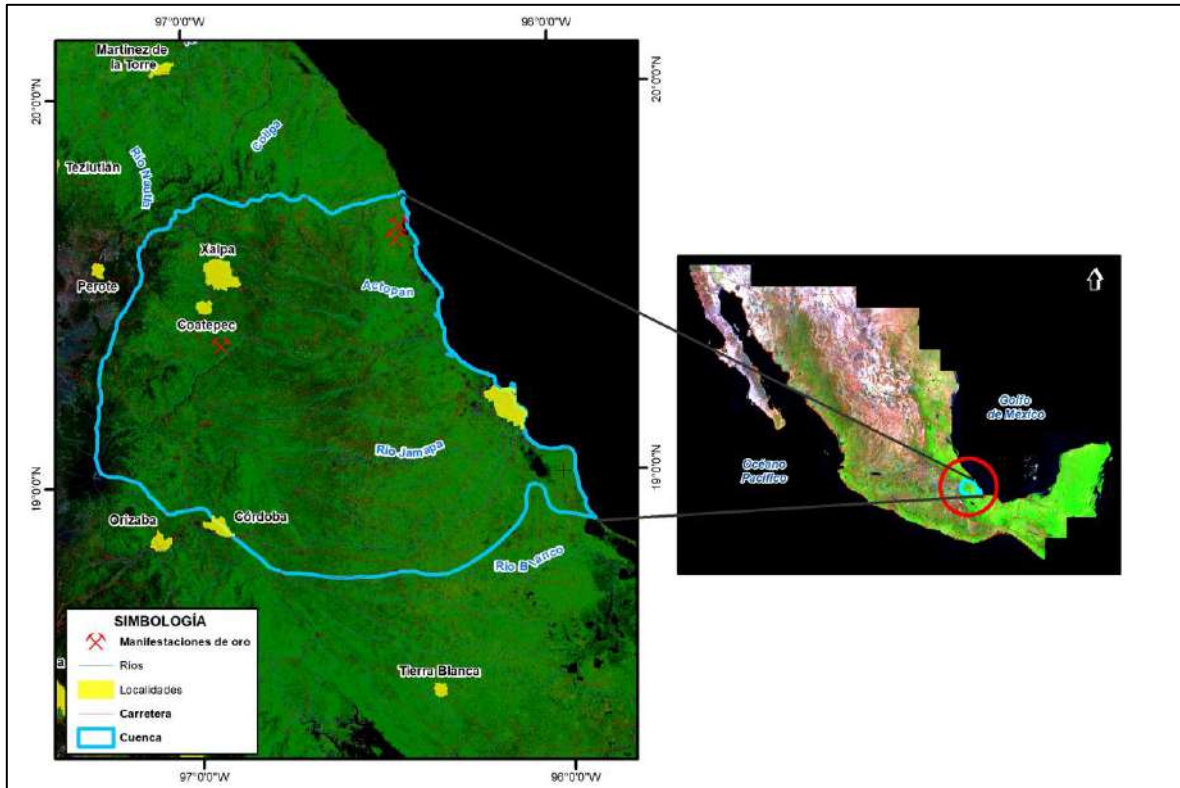 97°0'0"W
96°0'0"W
20°0'0"N
20°0'0"N
Martínez de
la Torre
Colipa
Teziutlán
Río Nautla
Xalpa
Perote
Actopan
Coatepec
Río Jamapa
19°0'0"N
19°0'0"N
Orizaba
Córdoba
Río Blanco
Tierra Blanca
SIMBOLOGÍA
Manifestaciones de oro
Ríos
Localidades
Carretera
Cuenca
97°0'0"W
96°0'0"W
Golfo
de México
Océano
Pacífico